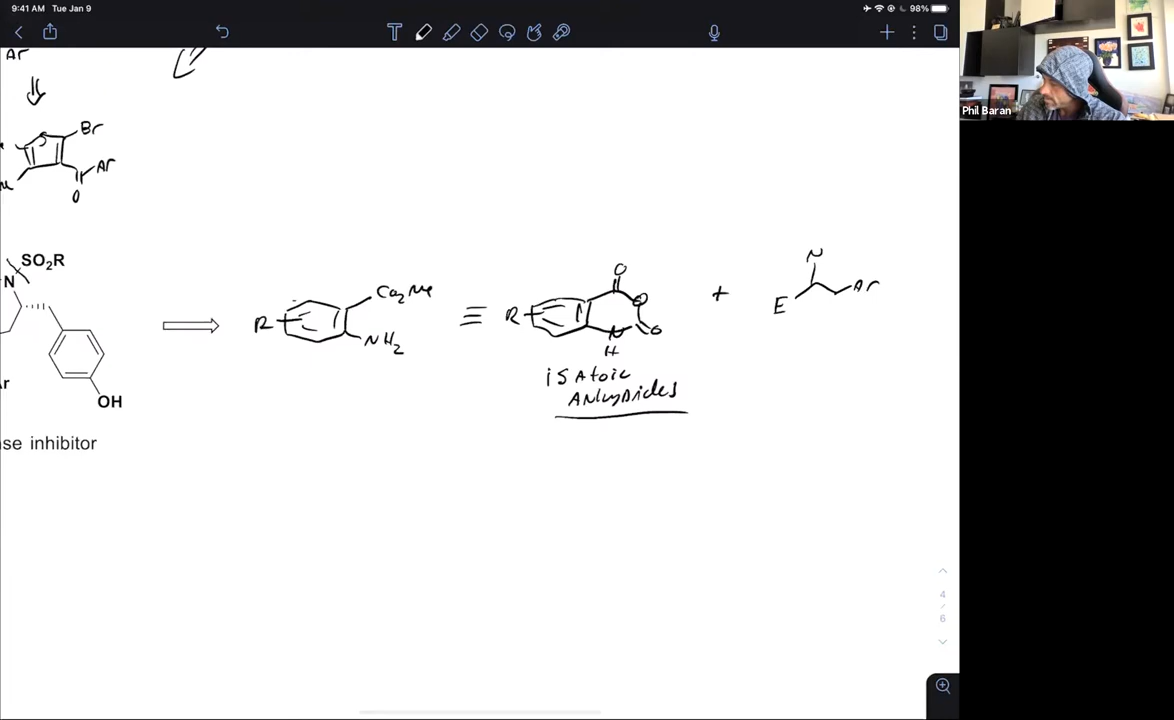 9:41 AM Tue Jan 9
98%
Phil Baran
Ar
Br
Ar
O
SO2R
N
OH
se inhibitor
R
CO2Me
NH2
≡
R
O
O
O
N
H
isatoic
Anhydrides
+
N
E
Ar
4
/
6